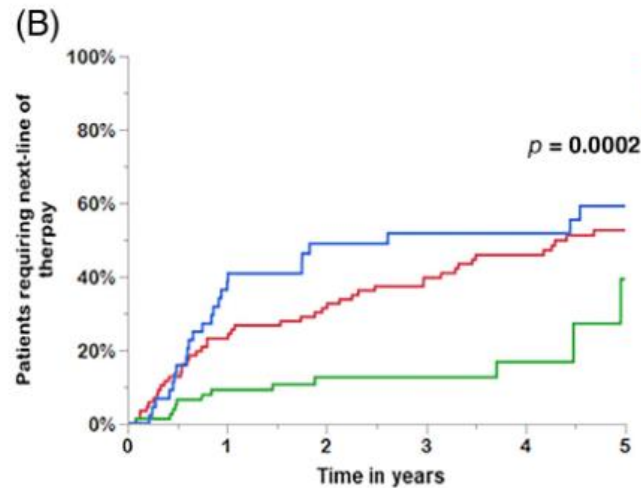 (B)
100%
80%
60%
40%
20%
0%
Patients requiring next-line of
therpay
p = 0.0002
0 1 2 3 4 5
Time in years